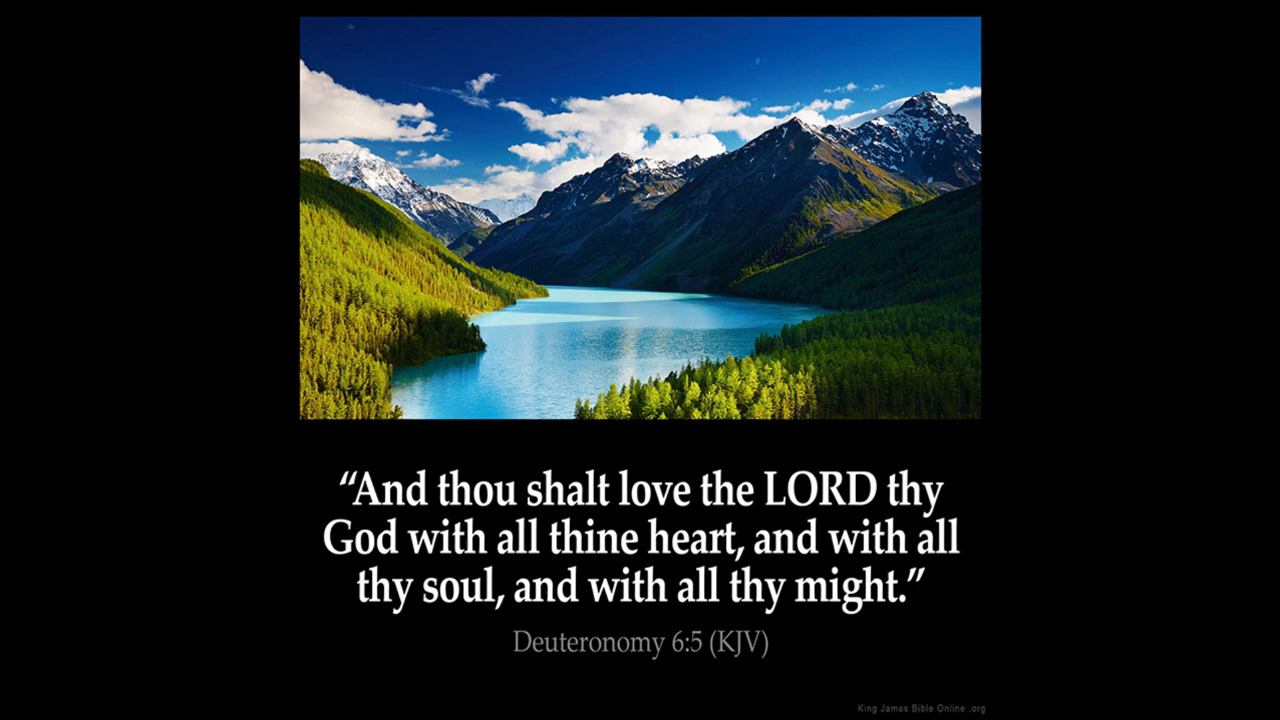 “And thou shalt love the LORD thy
God with all thine heart, and with all
thy soul, and with all thy might.”
Deuteronomy 6:5 (KJV)
King James Bible Online .org